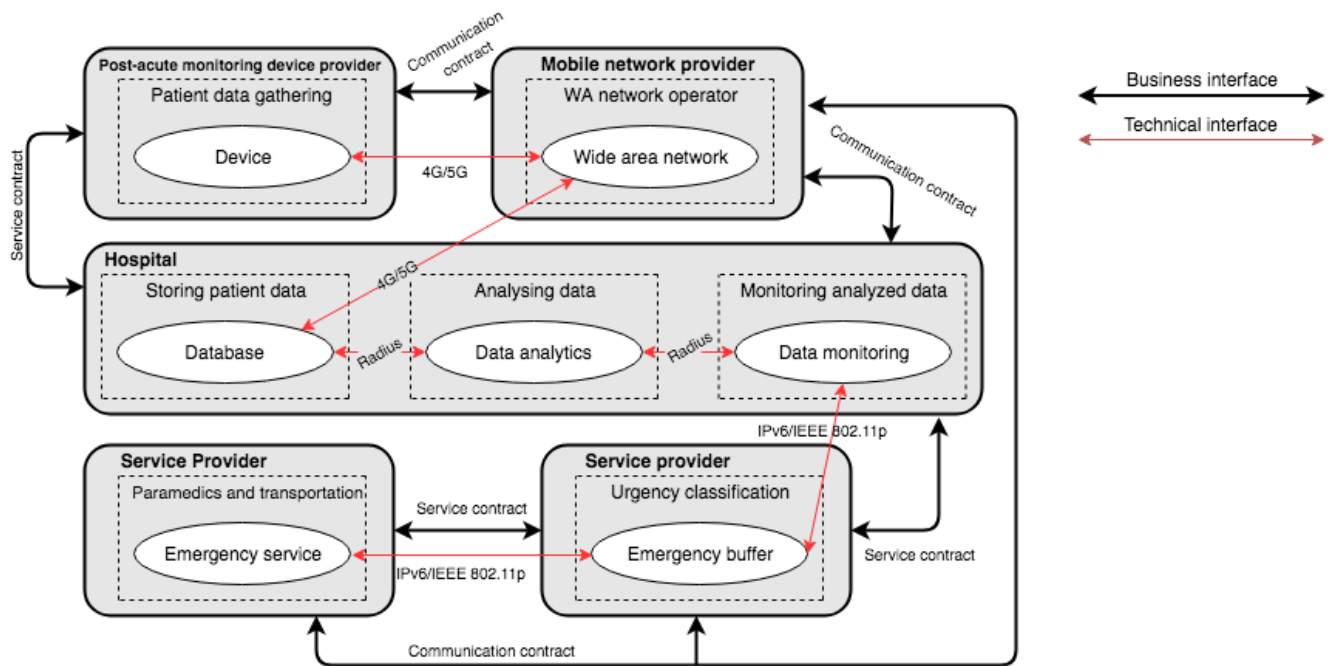 Post-acute monitoring device provider
Patient data gathering
Device
Communication
contract
Mobile network provider
WA network operator
Wide area network
4G/5G
Business interface
Technical interface
Communication contract
Service contract
Hospital
4G/5G
Storing patient data
Database
Radius
Analysing data
Data analytics
Radius
Monitoring analyzed data
Data monitoring
IPv6/IEEE 802.11p
Service Provider
Paramedics and transportation
Emergency service
Service contract
IPv6/IEEE 802.11p
Service provider
Urgency classification
Emergency buffer
Service contract
Communication contract